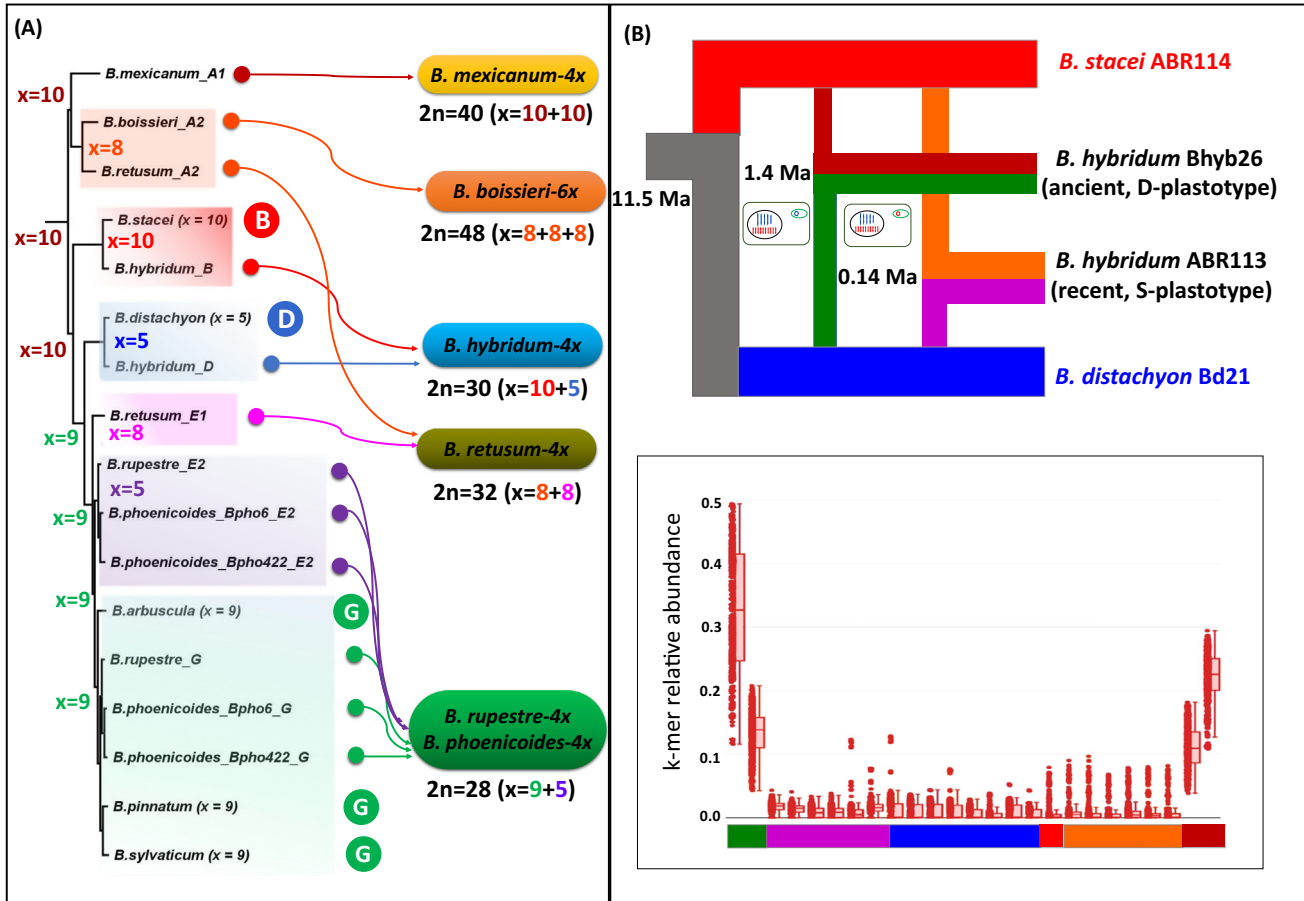 (A)
B.mexicanum_A1
x=10
B.boissieri_A2
x=8
B.retusum_A2
x=10
B.stacei (x = 10)
x=10
B.hybridum_B
B
B.distachyon (x = 5)
x=5
B.hybridum_D
D
x=10
B.retusum_E1
x=8
x=9
B.rupestre_E2
x=5
B.phoenicoides_Bpho6_E2
x=9
B.phoenicoides_Bpho422_E2
x=9
B.arbuscula (x = 9)
G
B.rupestre_G
x=9
B.phoenicoides_Bpho6_G
B.phoenicoides_Bpho422_G
B.pinnatum (x = 9)
G
B.sylvaticum (x = 9)
G
B. mexicanum-4x
2n=40 (x=10+10)
B. boissieri-6x
2n=48 (x=8+8+8)
B. hybridum-4x
2n=30 (x=10+5)
B. retusum-4x
2n=32 (x=8+8)
B. rupestre-4x
B. phoenicoides-4x
2n=28 (x=9+5)
(B)
B. stacei ABR114
11.5 Ma
1.4 Ma
B. hybridum Bhyb26
(ancient, D-plastotype)
0.14 Ma
B. hybridum ABR113
(recent, S-plastotype)
B. distachyon Bd21
k-mer relative abundance
0.5
0.4
0.3
0.2
0.1
0.0